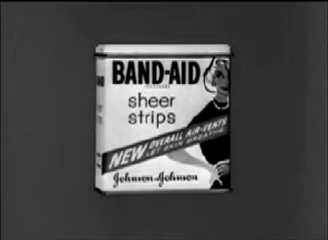 BAND-AID
sheer
strips
NEW OVERALL AIR-VENTS
LET SKIN BREATHE
Johnson & Johnson